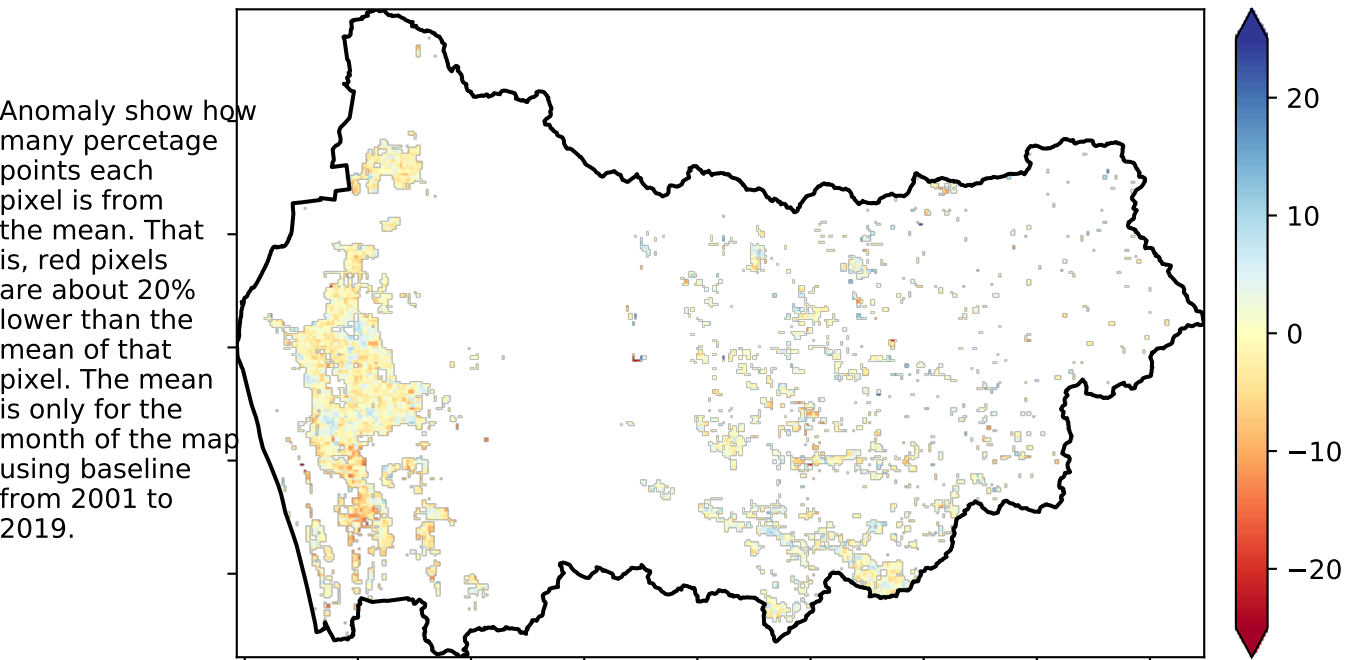 Anomaly show how
many percetage
points each
pixel is from
the mean. That
is, red pixels
are about 20%
lower than the
mean of that
pixel. The mean
is only for the
month of the map
using baseline
from 2001 to
2019.
20
10
0
−10
−20